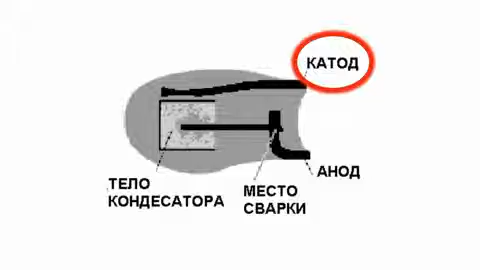 КАТОД
АНОД
ТЕЛО
КОНДЕСАТОРА
МЕСТО
СВАРКИ